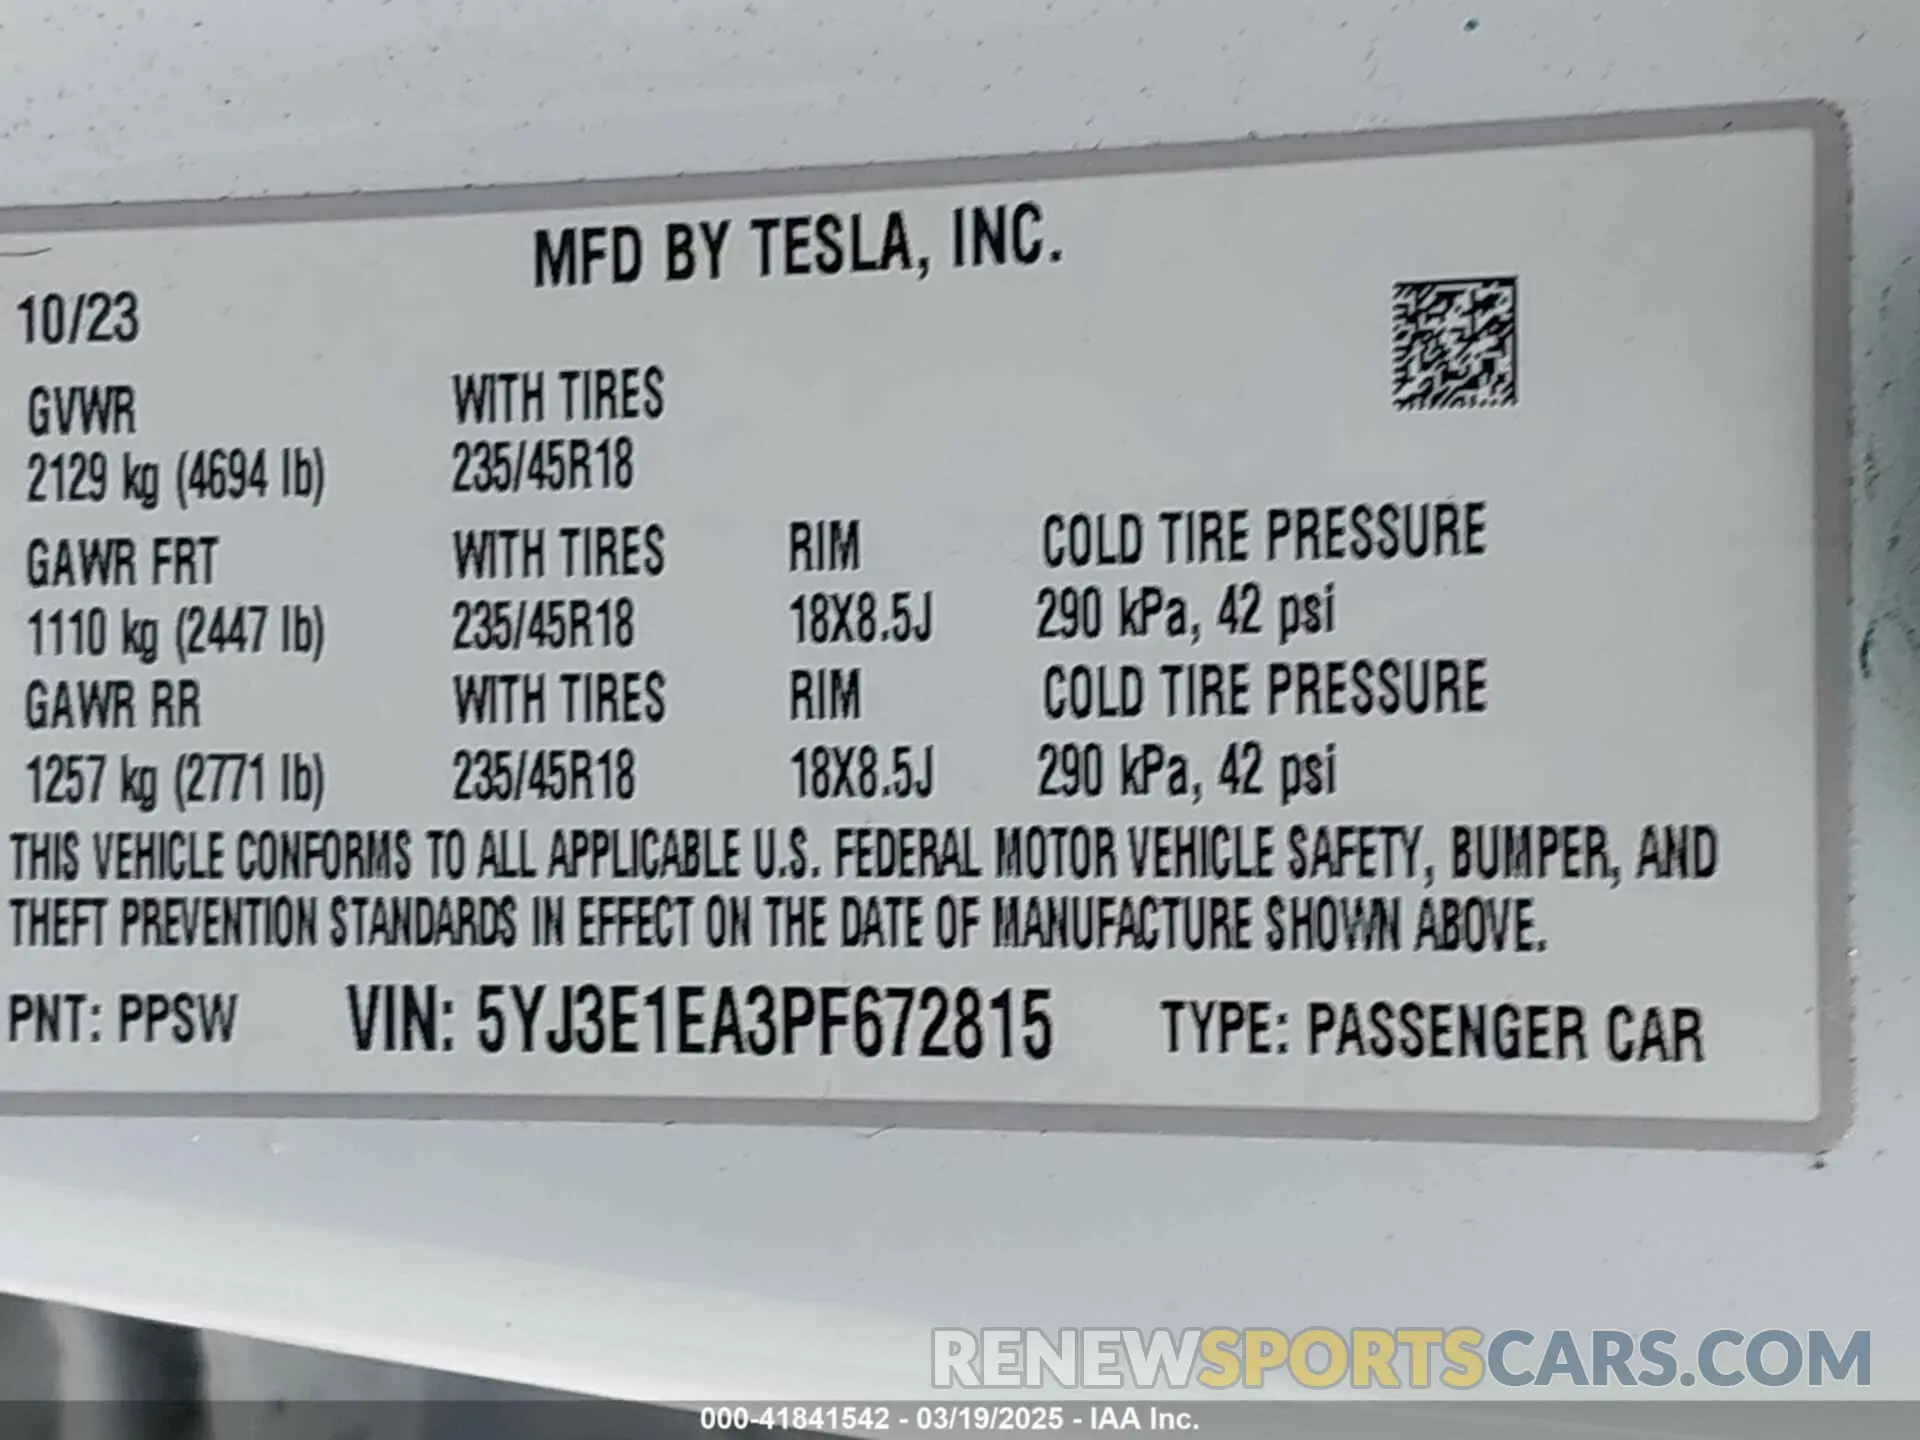 MFD BY TESLA, INC.
10/23
GVWR WITH TIRES
2129 kg (4694 lb) 235/45R18
GAWR FRT WITH TIRES RIM COLD TIRE PRESSURE
1110 kg (2447 lb) 235/45R18 18X8.5J 290 kPa, 42 psi
GAWR RR WITH TIRES RIM COLD TIRE PRESSURE
1257 kg (2771 lb) 235/45R18 18X8.5J 290 kPa, 42 psi
THIS VEHICLE CONFORMS TO ALL APPLICABLE U.S. FEDERAL MOTOR VEHICLE SAFETY, BUMPER, AND
THEFT PREVENTION STANDARDS IN EFFECT ON THE DATE OF MANUFACTURE SHOWN ABOVE.
PNT: PPSW VIN: 5YJ3E1EA3PF672815 TYPE: PASSENGER CAR
RENEWSPORTSCARS.COM
000-41841542 - 03/19/2025 - IAA Inc.